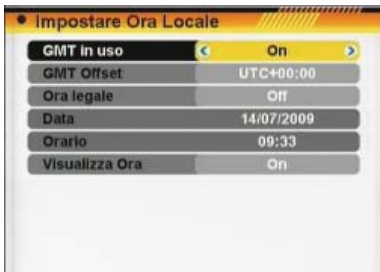 Impostare Ora Locale
GMT in uso On
GMT Offset UTC+00:00
Ora legale Off
Data 14/07/2009
Orario 09:33
Visualizza Ora On